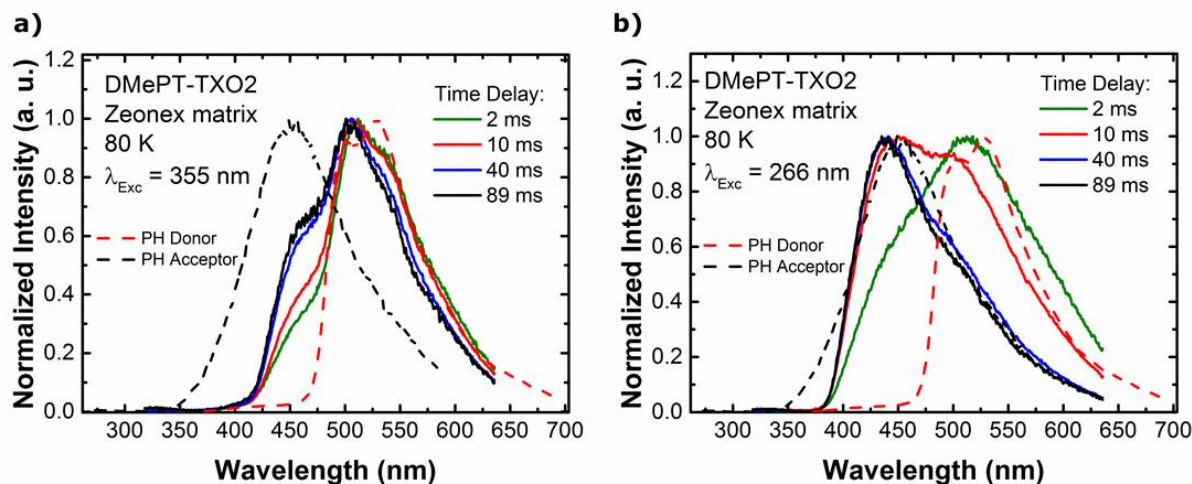 a)
DMePT-TXO2
Zeonex matrix
80 K
λExc = 355 nm
Time Delay:
2 ms
10 ms
40 ms
89 ms
PH Donor
PH Acceptor
Normalized Intensity (a. u.)
1.2
1.0
0.8
0.6
0.4
0.2
0.0
300 350 400 450 500 550 600 650 700
Wavelength (nm)
b)
DMePT-TXO2
Zeonex matrix
80 K
λExc = 266 nm
Time Delay:
2 ms
10 ms
40 ms
89 ms
PH Donor
PH Acceptor
Normalized Intensity (a. u.)
1.2
1.0
0.8
0.6
0.4
0.2
0.0
300 350 400 450 500 550 600 650 700
Wavelength (nm)